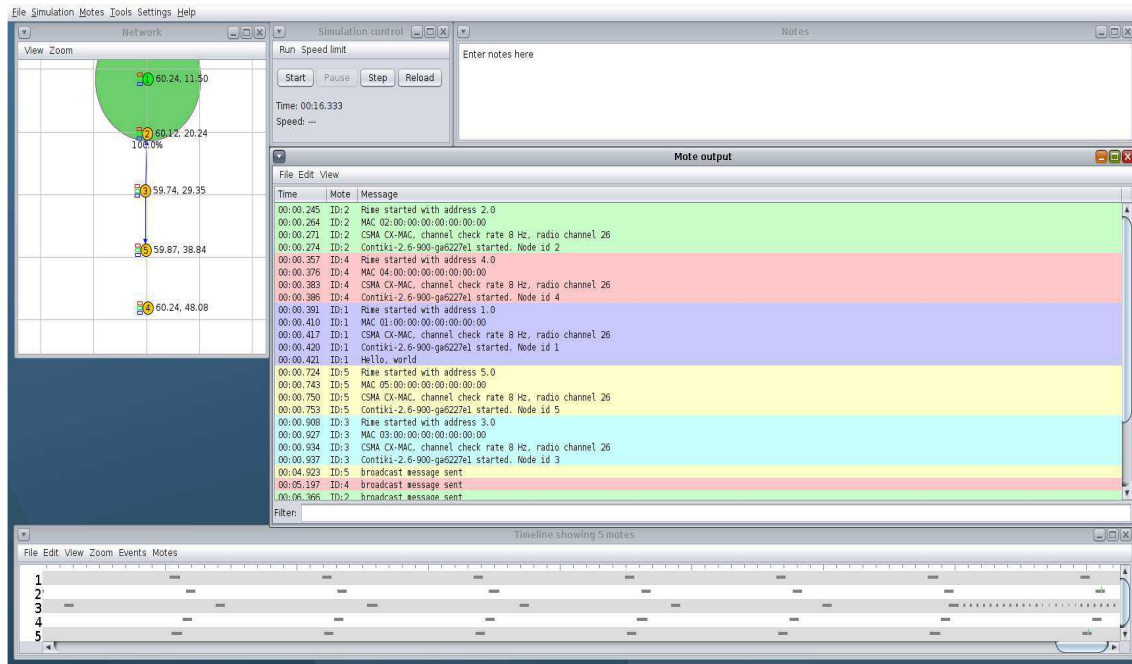 File Simulation Motes Tools Settings Help
Network
View Zoom
1 60.24, 11.50
2 60.12, 20.24
100.0%
3 59.74, 29.35
5 59.87, 38.84
4 60.24, 48.08
Simulation control
Run Speed limit
Start Pause Step Reload
Time: 00:16.333
Speed: ---
Notes
Enter notes here
Mote output
File Edit View
Time Mote Message
00:00.245 ID:2 Rime started with address 2.0
00:00.264 ID:2 MAC 02:00:00:00:00:00:00:00
00:00.271 ID:2 CSMA CX-MAC, channel check rate 8 Hz, radio channel 26
00:00.274 ID:2 Contiki-2.6-900-ga6227e1 started. Node id 2
00:00.357 ID:4 Rime started with address 4.0
00:00.376 ID:4 MAC 04:00:00:00:00:00:00:00
00:00.383 ID:4 CSMA CX-MAC, channel check rate 8 Hz, radio channel 26
00:00.386 ID:4 Contiki-2.6-900-ga6227e1 started. Node id 4
00:00.391 ID:1 Rime started with address 1.0
00:00.410 ID:1 MAC 01:00:00:00:00:00:00:00
00:00.417 ID:1 CSMA CX-MAC, channel check rate 8 Hz, radio channel 26
00:00.420 ID:1 Contiki-2.6-900-ga6227e1 started. Node id 1
00:00.421 ID:1 Hello, world
00:00.724 ID:5 Rime started with address 5.0
00:00.743 ID:5 MAC 05:00:00:00:00:00:00:00
00:00.750 ID:5 CSMA CX-MAC, channel check rate 8 Hz, radio channel 26
00:00.753 ID:5 Contiki-2.6-900-ga6227e1 started. Node id 5
00:00.908 ID:3 Rime started with address 3.0
00:00.927 ID:3 MAC 03:00:00:00:00:00:00:00
00:00.934 ID:3 CSMA CX-MAC, channel check rate 8 Hz, radio channel 26
00:00.937 ID:3 Contiki-2.6-900-ga6227e1 started. Node id 3
00:04.923 ID:5 broadcast message sent
00:05.197 ID:4 broadcast message sent
00:06.366 ID:2 broadcast message sent
Filter:
Timeline showing 5 motes
File Edit View Zoom Events Motes
1
2
3
4
5